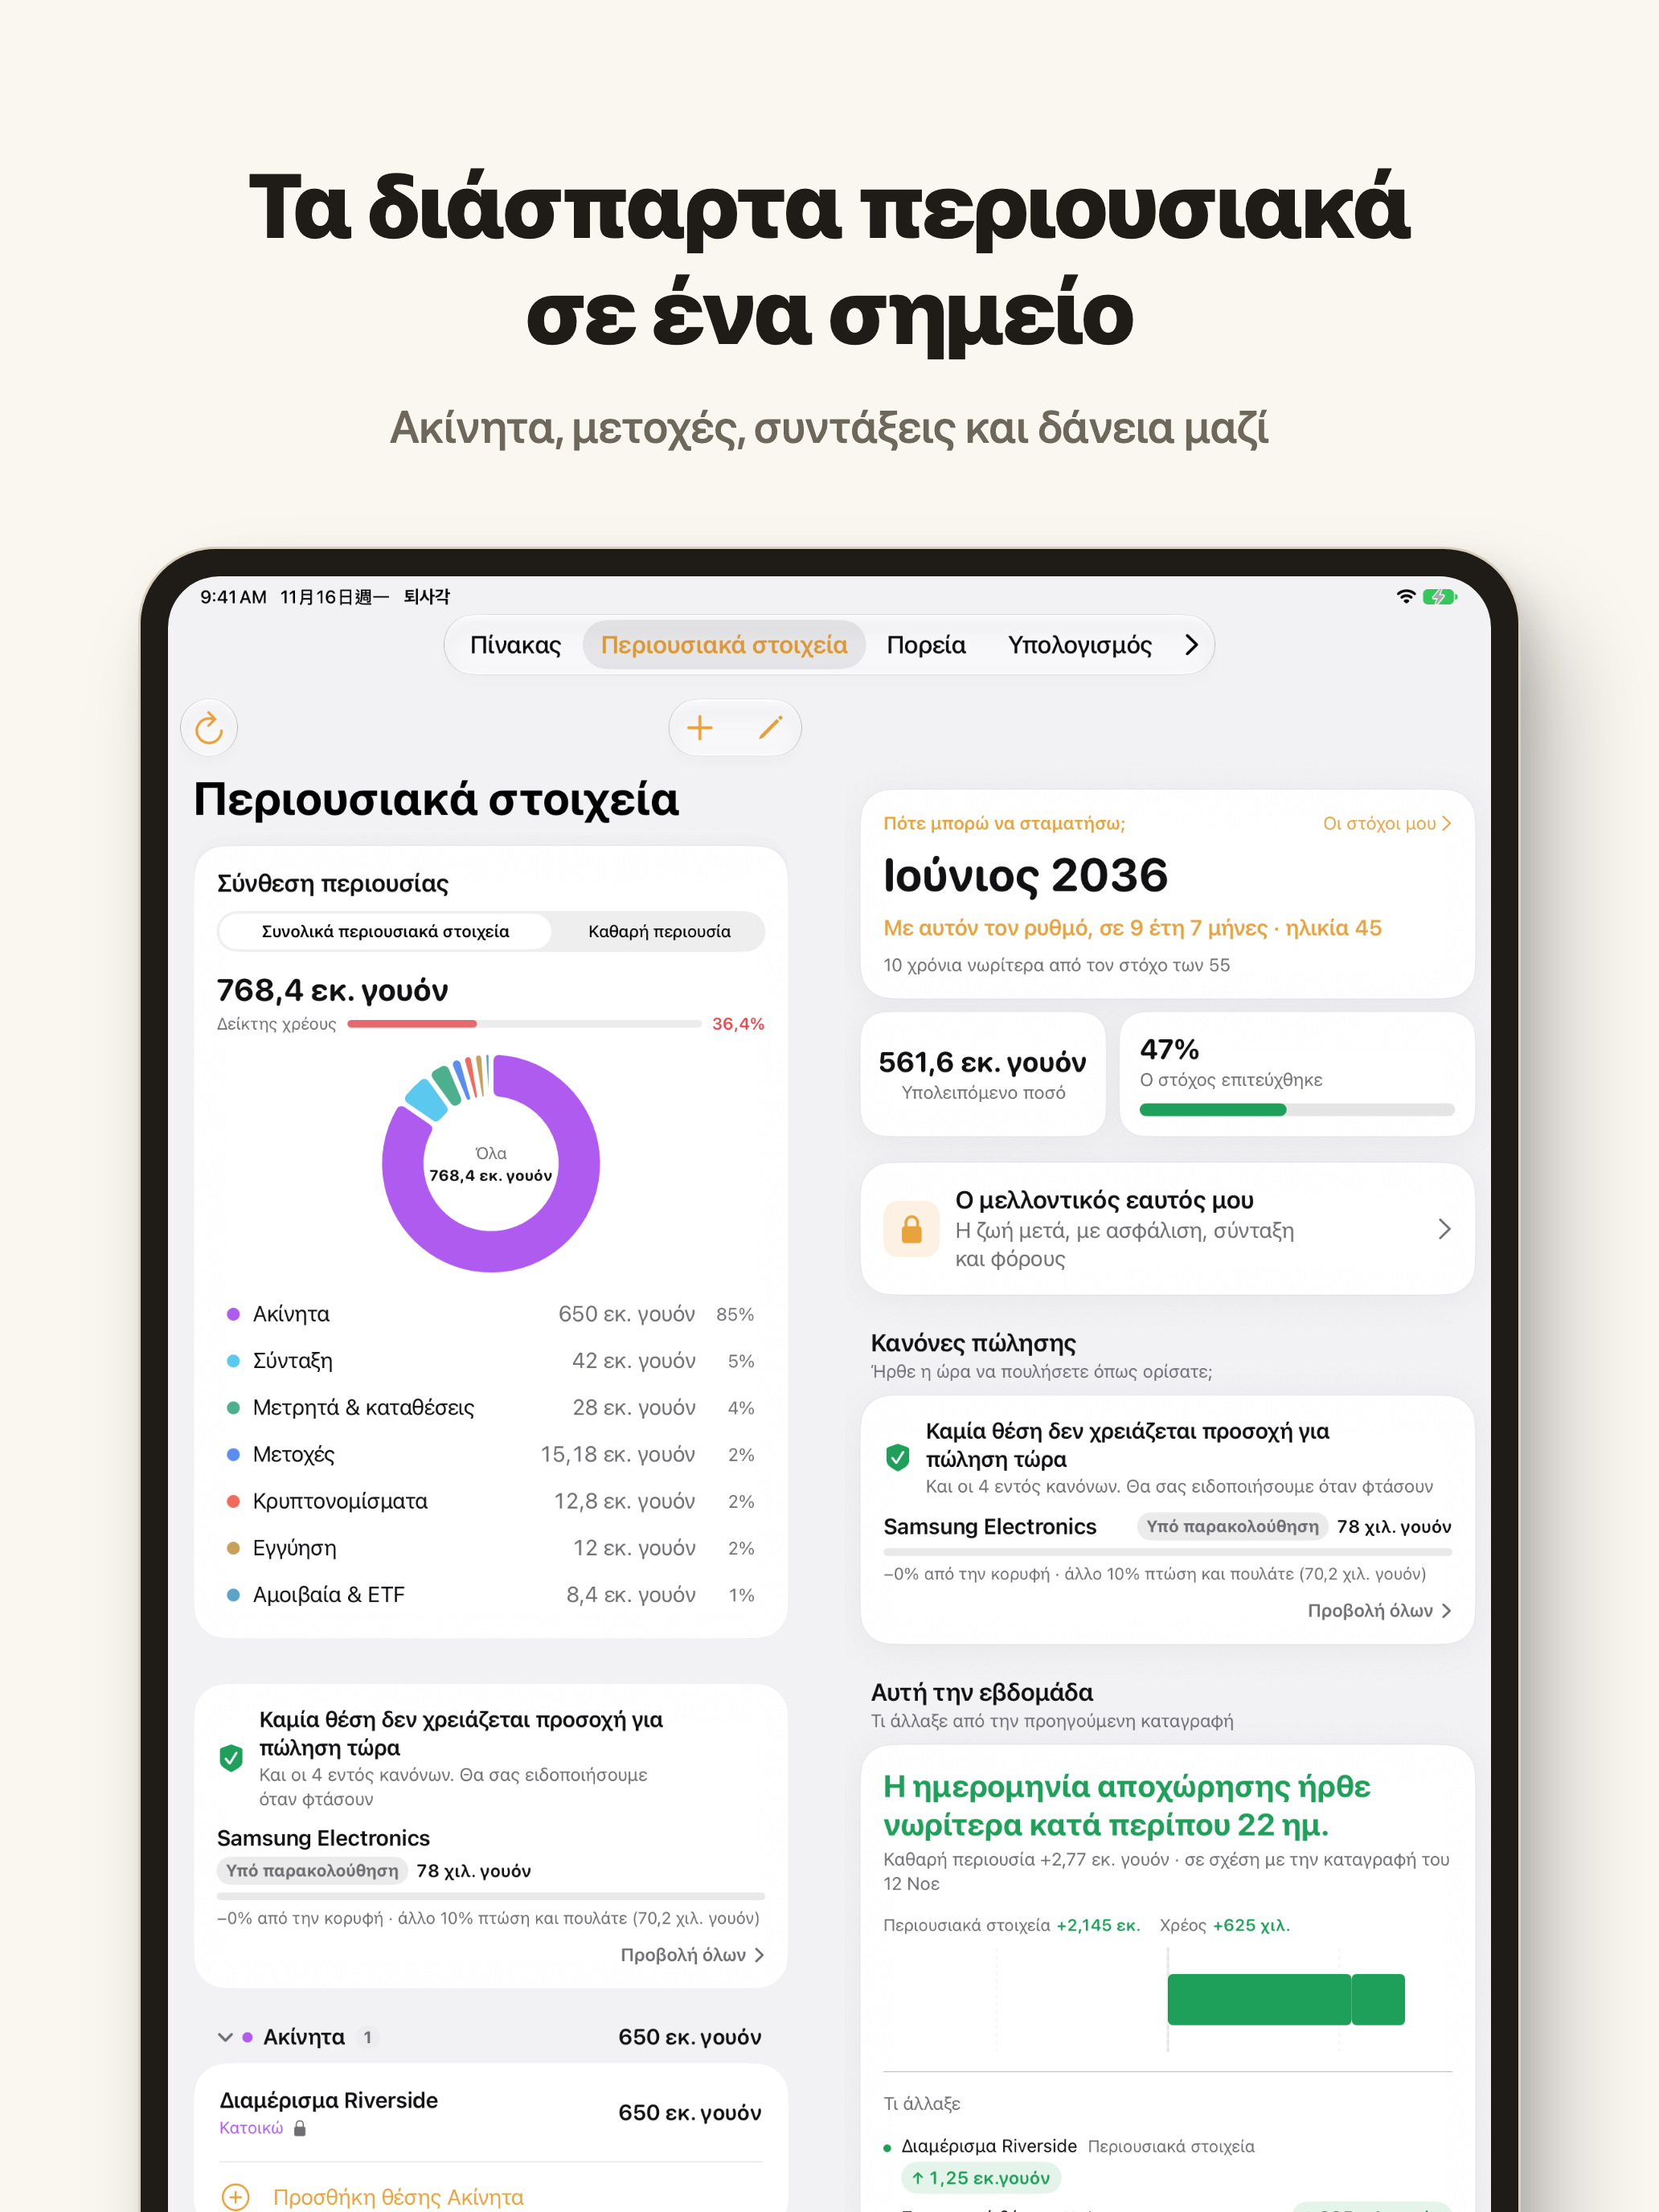 Τα διάσπαρτα περιουσιακά
σε ένα σημείο
Ακίνητα, μετοχές, συντάξεις και δάνεια μαζί
9:41 AM 11月16日週一 퇴사각
Πίνακας Περιουσιακά στοιχεία Πορεία Υπολογισμός
Περιουσιακά στοιχεία
Σύνθεση περιουσίας
Συνολικά περιουσιακά στοιχεία Καθαρή περιουσία
768,4 εκ. γουόν
Δείκτης χρέους 36,4%
Όλα
768,4 εκ. γουόν
Ακίνητα 650 εκ. γουόν 85%
Σύνταξη 42 εκ. γουόν 5%
Μετρητά & καταθέσεις 28 εκ. γουόν 4%
Μετοχές 15,18 εκ. γουόν 2%
Κρυπτονομίσματα 12,8 εκ. γουόν 2%
Εγγύηση 12 εκ. γουόν 2%
Αμοιβαία & ETF 8,4 εκ. γουόν 1%
Καμία θέση δεν χρειάζεται προσοχή για
πώληση τώρα
Και οι 4 εντός κανόνων. Θα σας ειδοποιήσουμε
όταν φτάσουν
Samsung Electronics
Υπό παρακολούθηση 78 χιλ. γουόν
−0% από την κορυφή · άλλο 10% πτώση και πουλάτε (70,2 χιλ. γουόν)
Προβολή όλων
Ακίνητα 1 650 εκ. γουόν
Διαμέρισμα Riverside 650 εκ. γουόν
Κατοικώ
Προσθήκη θέσης Ακίνητα
Πότε μπορώ να σταματήσω; Οι στόχοι μου
Ιούνιος 2036
Με αυτόν τον ρυθμό, σε 9 έτη 7 μήνες · ηλικία 45
10 χρόνια νωρίτερα από τον στόχο των 55
561,6 εκ. γουόν
Υπολειπόμενο ποσό
47%
Ο στόχος επιτεύχθηκε
Ο μελλοντικός εαυτός μου
Η ζωή μετά, με ασφάλιση, σύνταξη
και φόρους
Κανόνες πώλησης
Ήρθε η ώρα να πουλήσετε όπως ορίσατε;
Καμία θέση δεν χρειάζεται προσοχή για
πώληση τώρα
Και οι 4 εντός κανόνων. Θα σας ειδοποιήσουμε όταν φτάσουν
Samsung Electronics Υπό παρακολούθηση 78 χιλ. γουόν
−0% από την κορυφή · άλλο 10% πτώση και πουλάτε (70,2 χιλ. γουόν)
Προβολή όλων
Αυτή την εβδομάδα
Τι άλλαξε από την προηγούμενη καταγραφή
Η ημερομηνία αποχώρησης ήρθε
νωρίτερα κατά περίπου 22 ημ.
Καθαρή περιουσία +2,77 εκ. γουόν · σε σχέση με την καταγραφή του
12 Νοε
Περιουσιακά στοιχεία +2,145 εκ. Χρέος +625 χιλ.
Τι άλλαξε
Διαμέρισμα Riverside Περιουσιακά στοιχεία
↑ 1,25 εκ.γουόν